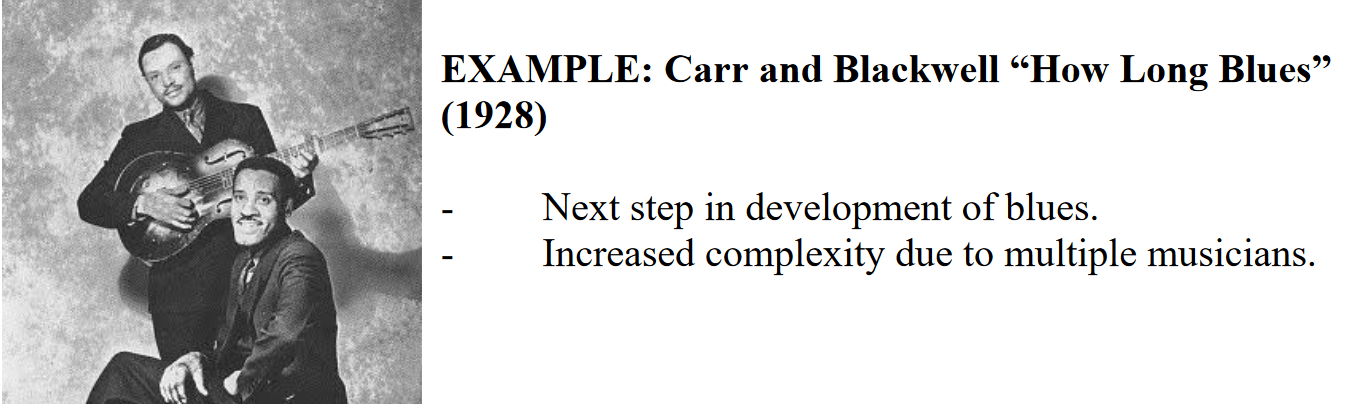 EXAMPLE: Carr and Blackwell “How Long Blues”
(1928)
- Next step in development of blues.
- Increased complexity due to multiple musicians.